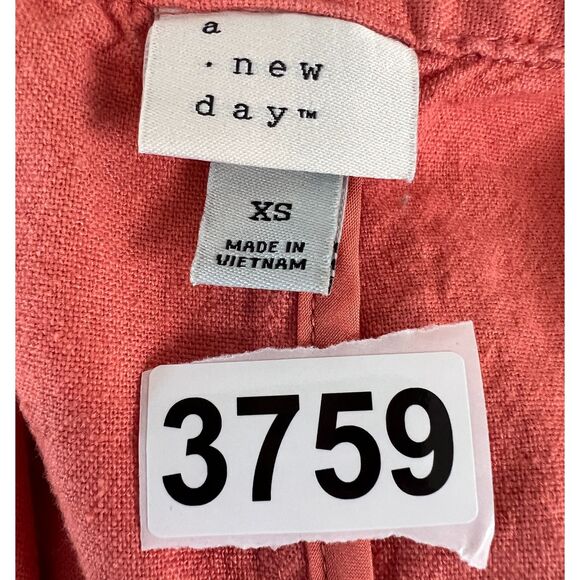 a
· new
day™
XS
MADE IN
VIETNAM
3759